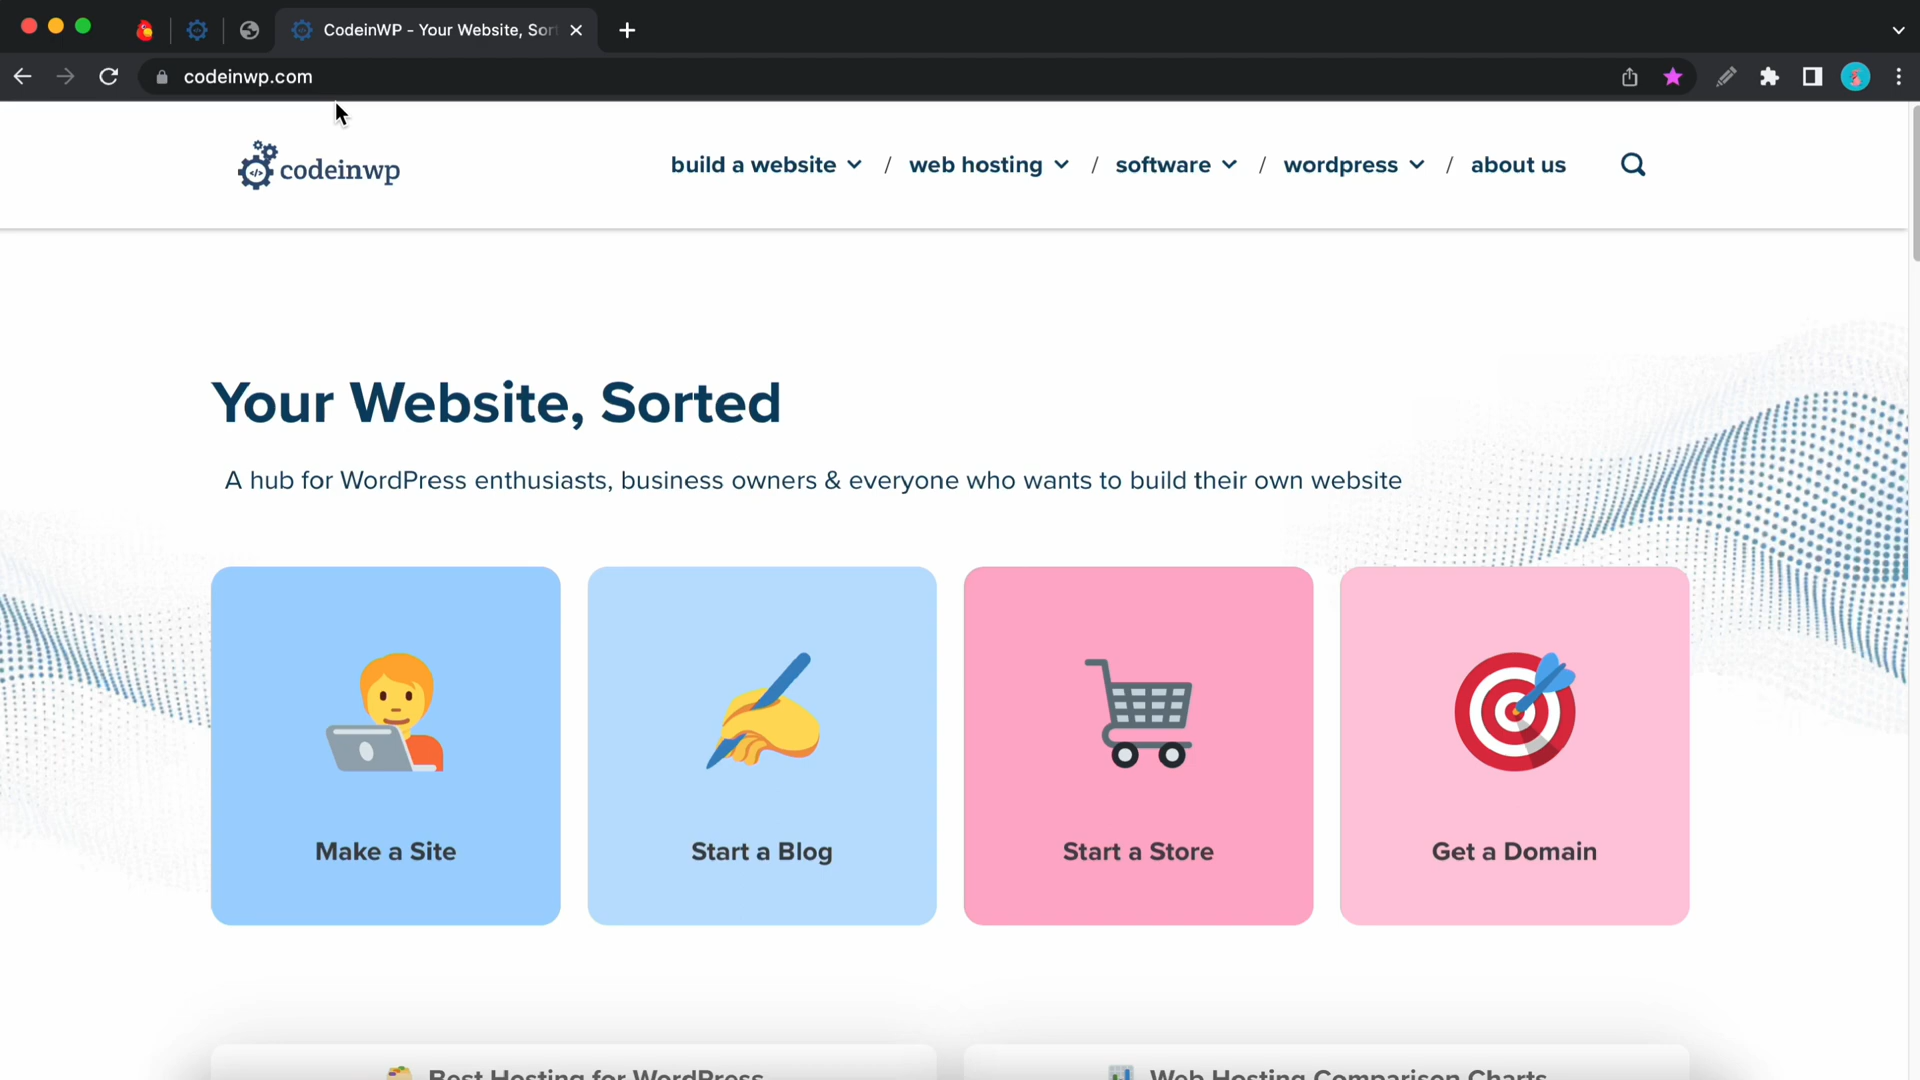 CodeinWP - Your Website, Sor
codeinwp.com
codeinwp
build a website / web hosting / software / wordpress / about us
Your Website, Sorted
A hub for WordPress enthusiasts, business owners & everyone who wants to build their own website
Make a Site
Start a Blog
Start a Store
Get a Domain
Best Hosting for WordPress
Web Hosting Comparison Charts